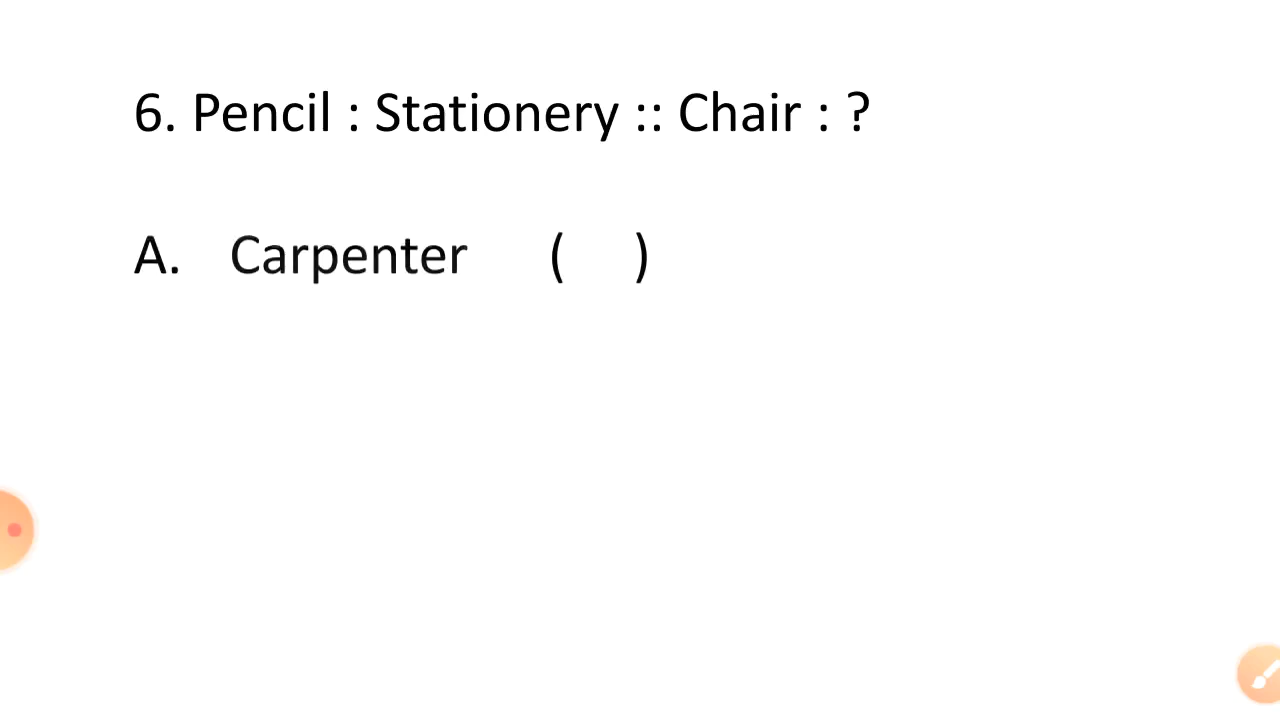 6. Pencil : Stationery :: Chair : ?
A. Carpenter ( )